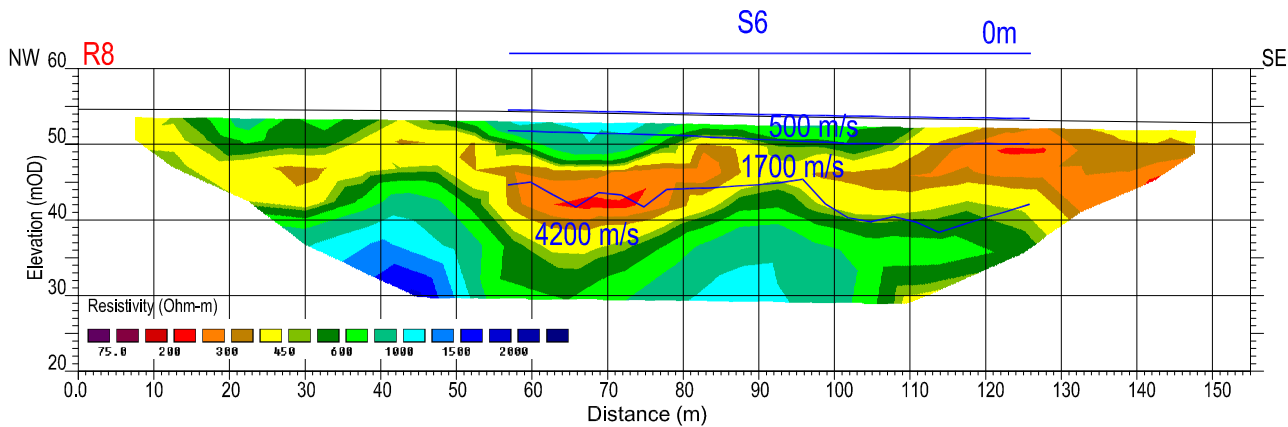 S6
0m
NW 60 R8 SE
50
500 m/s
1700 m/s
40
4200 m/s
Elevation (mOD)
30
Resistivity (Ohm-m)
75.0 200 300 450 600 1000 1500 2000
20
0.0 10 20 30 40 50 60 70 80 90 100 110 120 130 140 150
Distance (m)